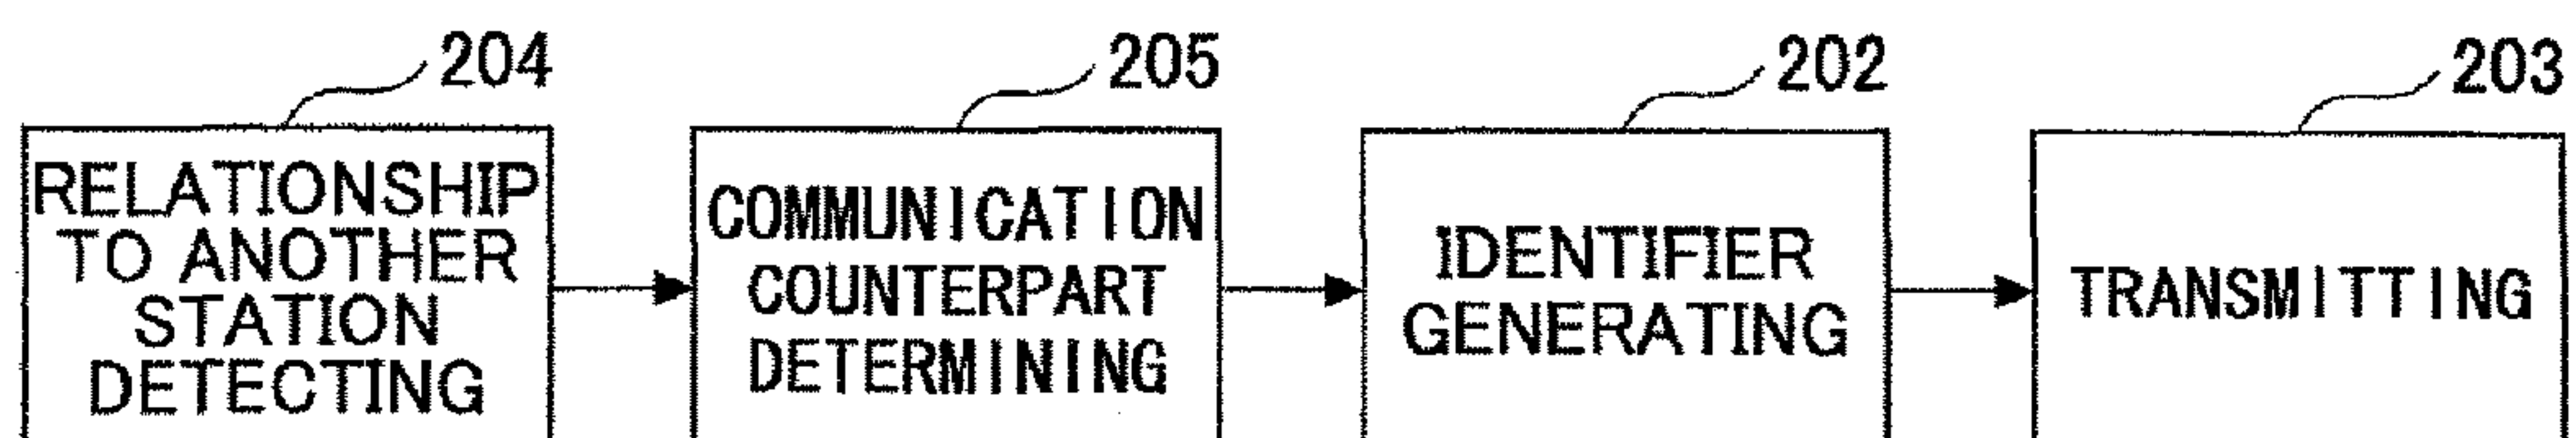 204
205
202
203
RELATIONSHIP
TO ANOTHER
STATION
DETECTING
COMMUNICATION
COUNTERPART
DETERMINING
IDENTIFIER
GENERATING
TRANSMITTING